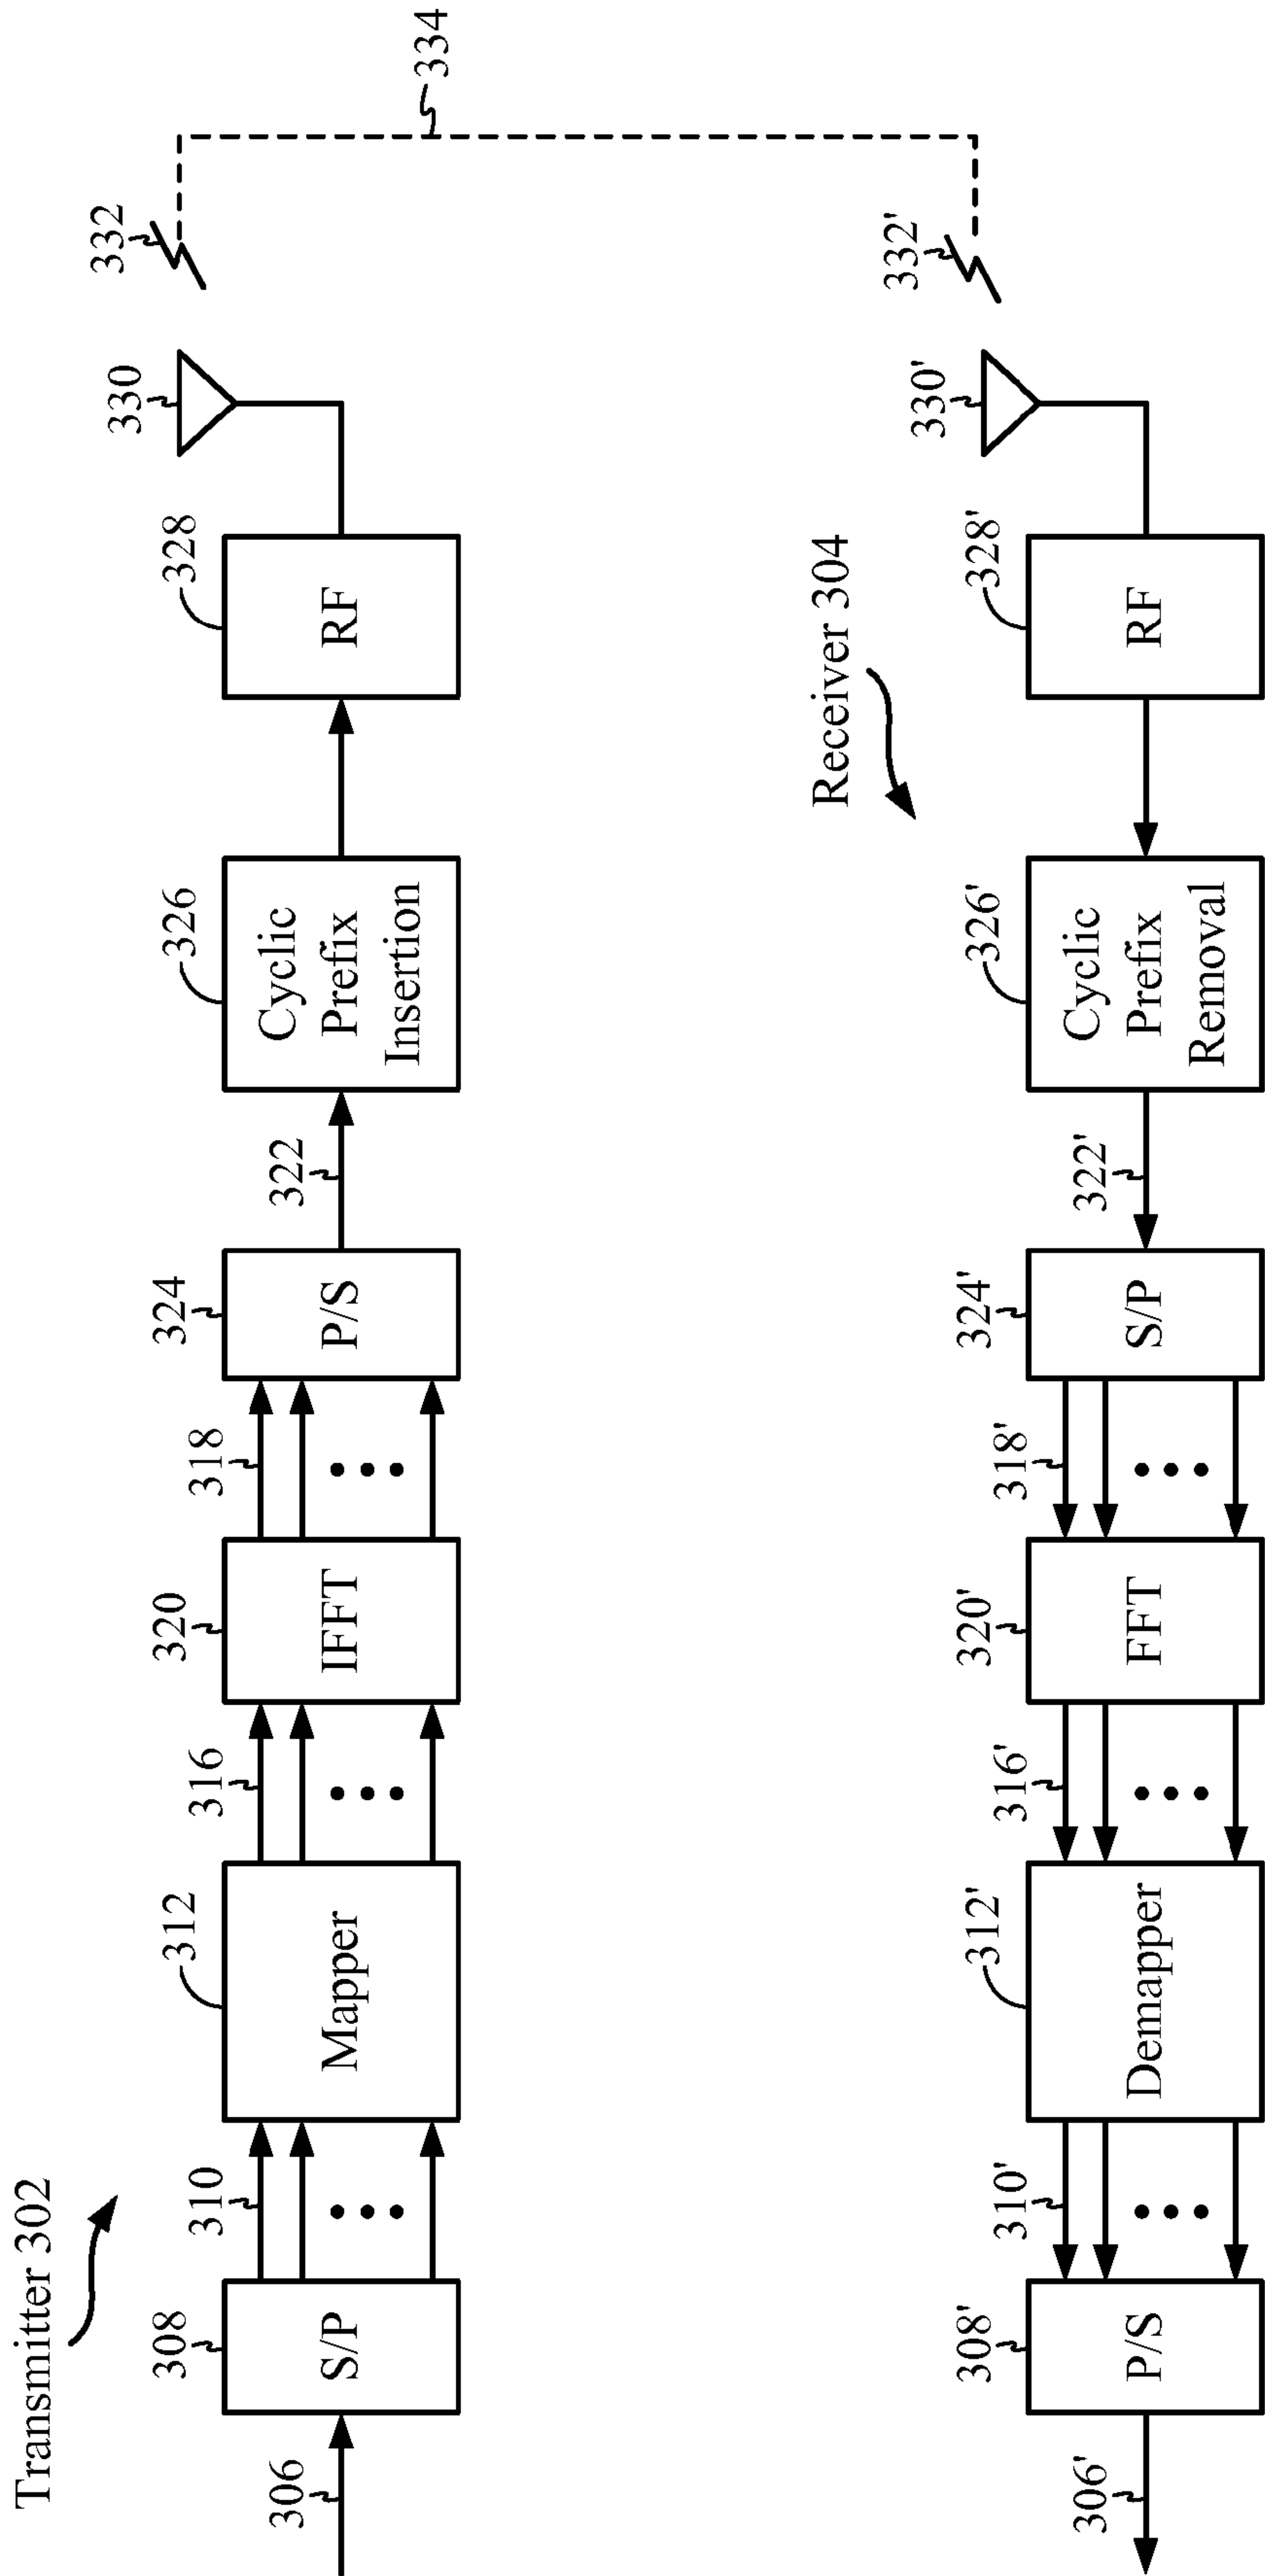 Transmitter 302
306
308
S/P
310
312
Mapper
316
320
IFFT
318
324
P/S
322
326
Cyclic
Prefix
Insertion
328
RF
330
332
334
Receiver 304
306'
308'
P/S
310'
312'
Demapper
316'
320'
FFT
318'
324'
S/P
322'
326'
Cyclic
Prefix
Removal
328'
RF
330'
332'